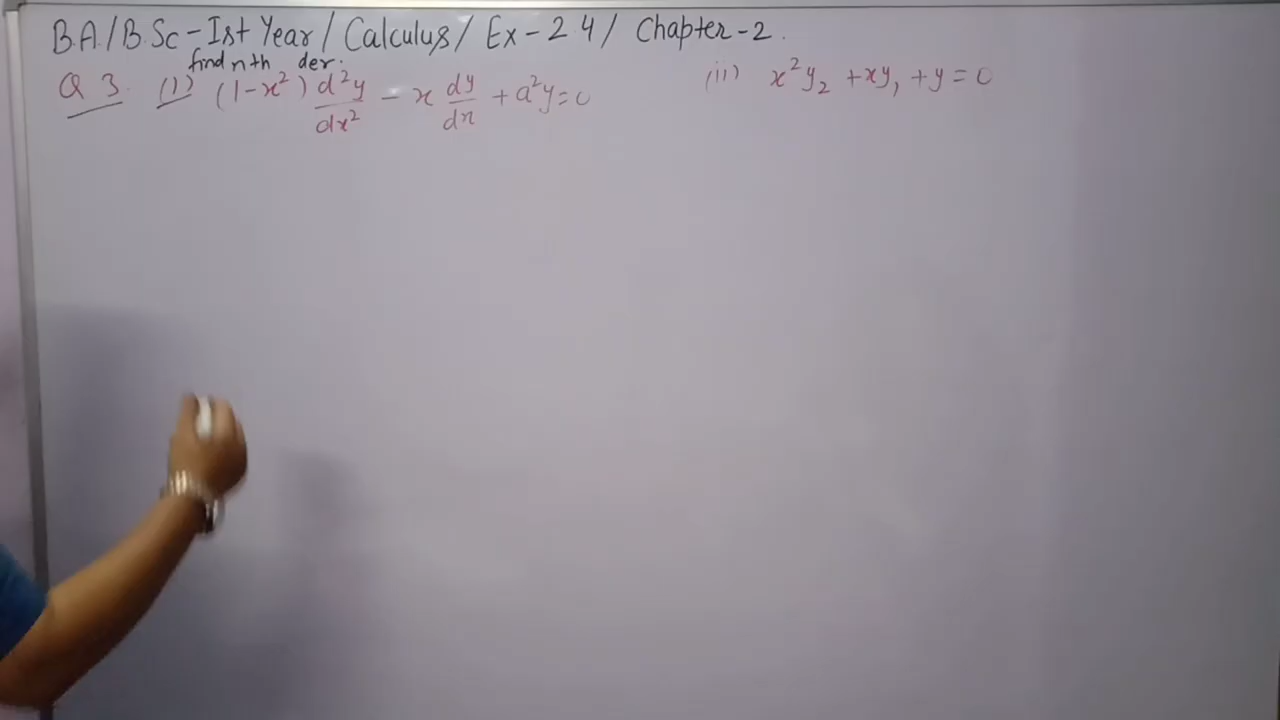 B.A./B.Sc - Ist Year / Calculus / Ex - 2 4 / Chapter - 2 .
find nth der.
Q 3. (i) (1-x²) d²y/dx² - x dy/dx + a²y = 0
(ii) x²y₂ + xy₁ + y = 0